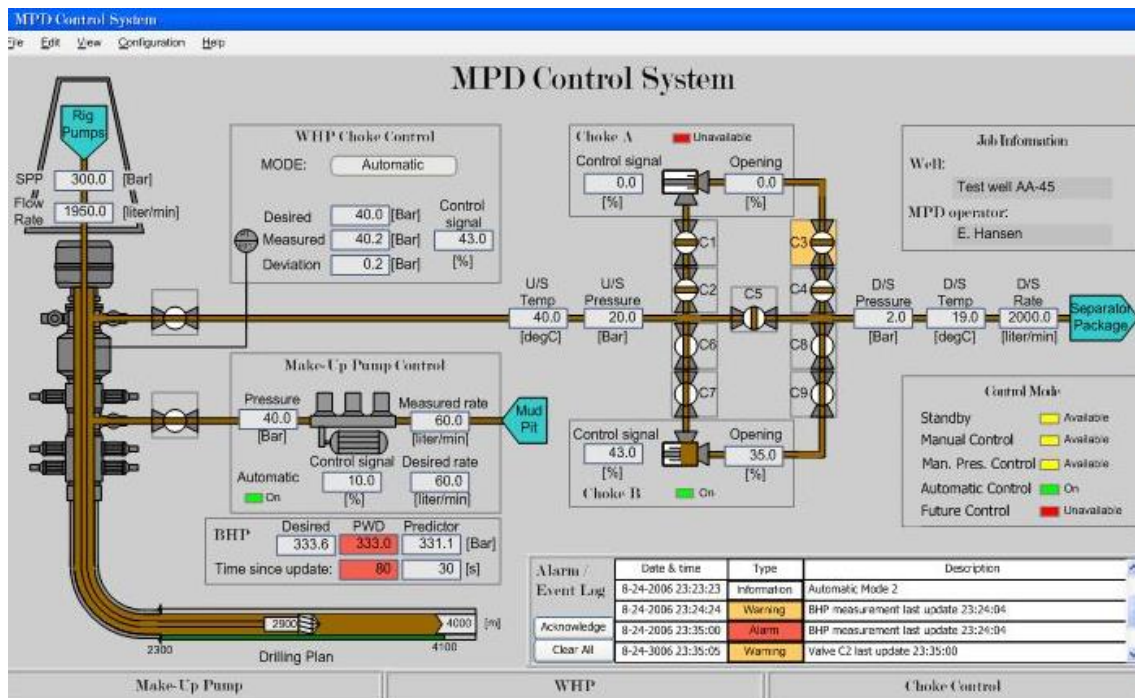 MPD Control System
File Edit View Configuration Help
MPD Control System
Rig
Pumps
SPP 300.0 [Bar]
Flow
Rate 1950.0 [liter/min]
WHP Choke Control
MODE: Automatic
Desired 40.0 [Bar]
Measured 40.2 [Bar]
Deviation 0.2 [Bar]
Control
signal
43.0
[%]
Choke A Unavailable
Control signal Opening
0.0 0.0
[%] [%]
C1 C3
C2 C4
C5
C6 C8
C7 C9
Job Information
Well:
Test well AA-45
MPD operator:
E. Hansen
U/S
Temp
40.0
[degC]
U/S
Pressure
20.0
[Bar]
D/S
Pressure
2.0
[Bar]
D/S
Temp
19.0
[degC]
D/S
Rate
2000.0
[liter/min]
Separator
Package
Make-Up Pump Control
Pressure
40.0
[Bar]
Measured rate
60.0
[liter/min]
Mud
Pit
Automatic
On
Control signal
10.0
[%]
Desired rate
60.0
[liter/min]
Control signal Opening
43.0 35.0
[%] [%]
Choke B On
Control Mode
Standby Available
Manual Control Available
Man. Pres. Control Available
Automatic Control On
Future Control Unavailable
BHP Desired PWD Predictor
333.6 333.0 331.1 [Bar]
Time since update: 80 30 [s]
Alarm /
Event Log
Acknowledge
Clear All
Date & time Type Description
8-24-2006 23:23:23 Information Automatic Mode 2
8-24-2006 23:24:24 Warning BHP measurement last update 23:24:04
8-24-2006 23:35:00 Alarm BHP measurement last update 23:24:04
8-24-3006 23:35:05 Warning Valve C2 last update 23:35:00
2900 4000 [m]
2300 4100
Drilling Plan
Make-Up Pump WHP Choke Control